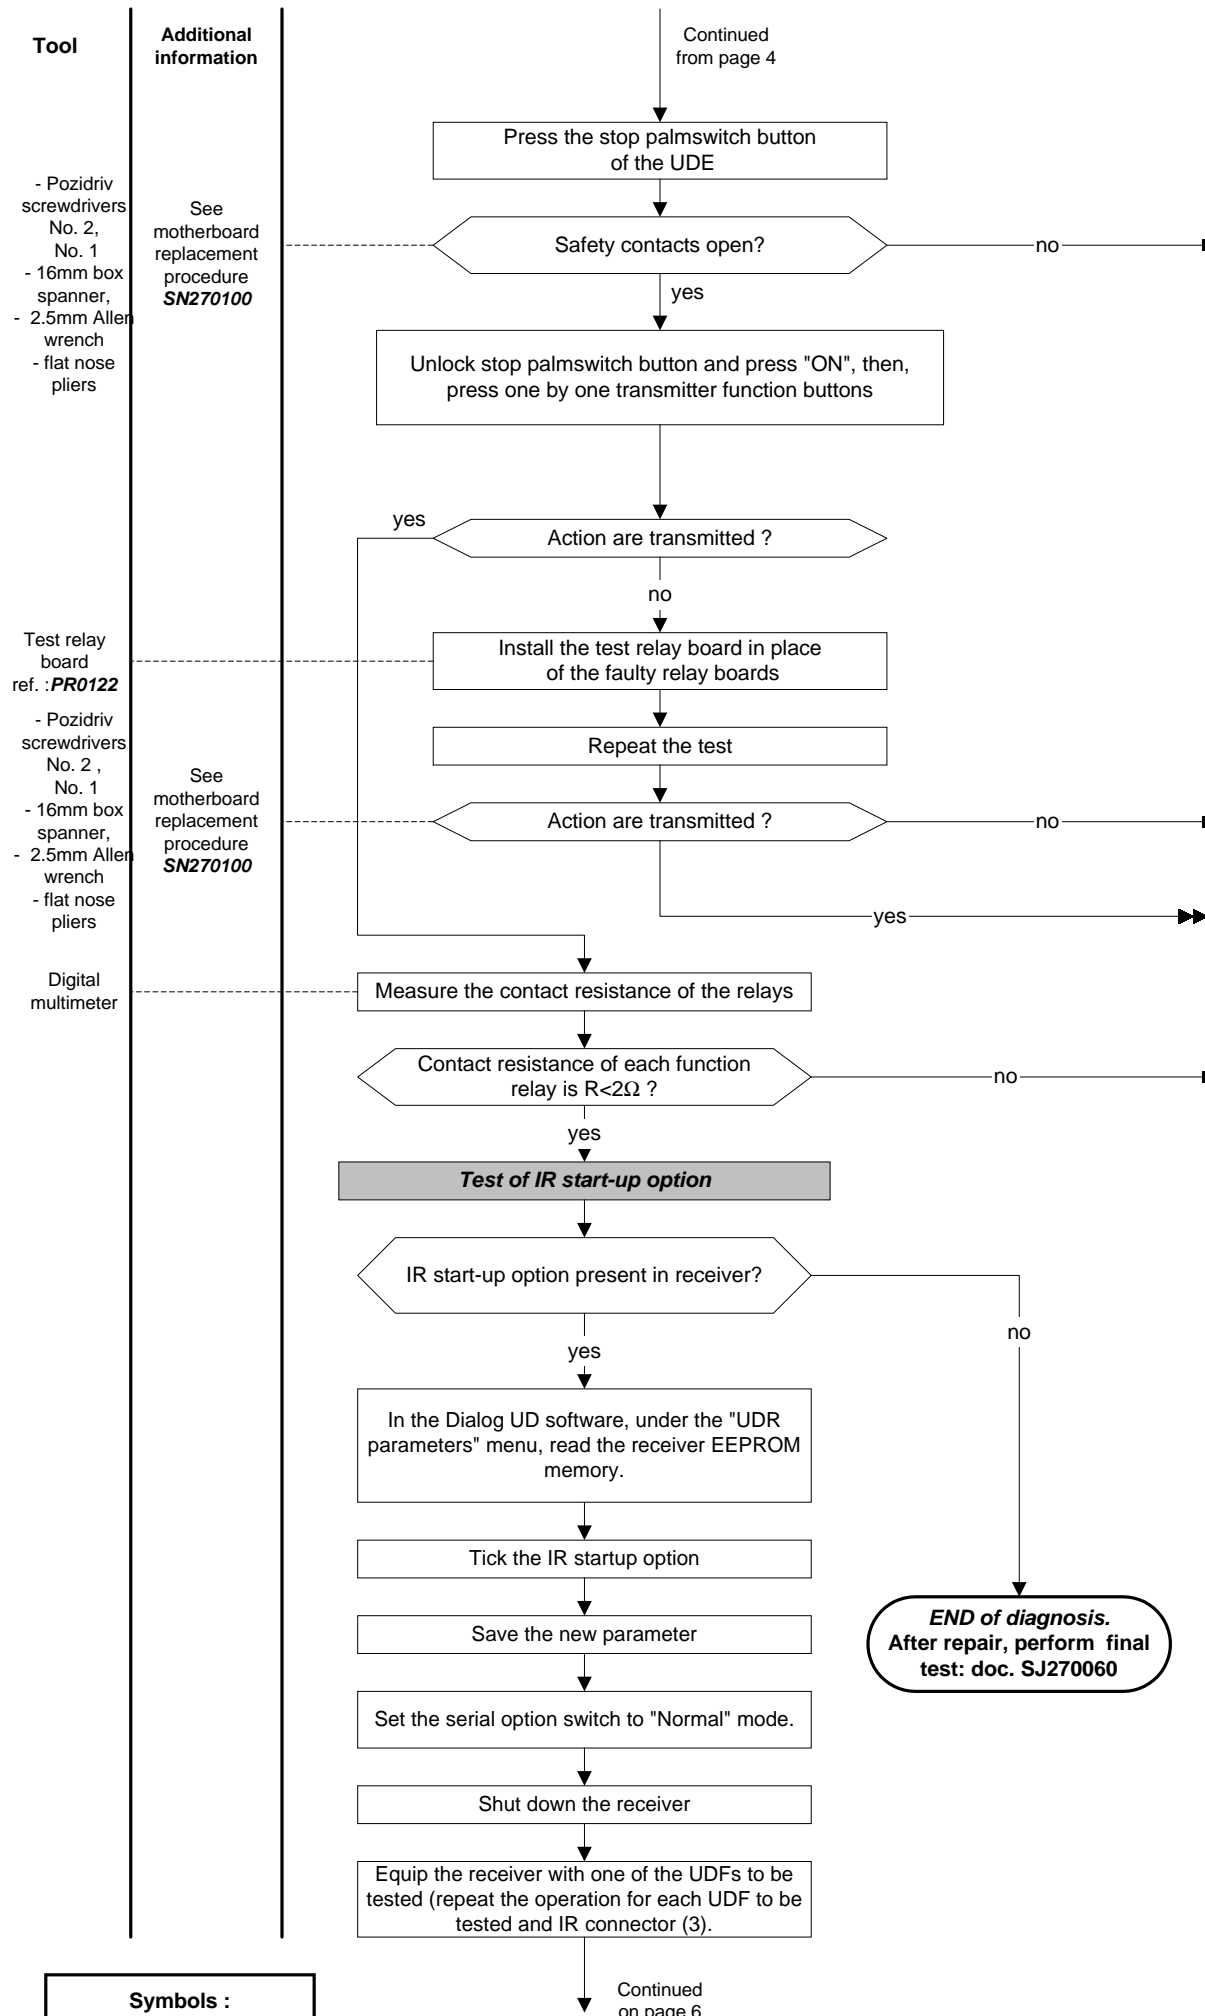 Tool
Additional
information
Continued
from page 4
Press the stop palmswitch button
of the UDE
- Pozidriv
screwdrivers
No. 2,
No. 1
- 16mm box
spanner,
- 2.5mm Allen
wrench
- flat nose
pliers
See
motherboard
replacement
procedure
SN270100
Safety contacts open?
no
yes
Unlock stop palmswitch button and press "ON", then,
press one by one transmitter function buttons
yes
Action are transmitted ?
no
Test relay
board
ref. :PR0122
Install the test relay board in place
of the faulty relay boards
- Pozidriv
screwdrivers
No. 2 ,
No. 1
- 16mm box
spanner,
- 2.5mm Allen
wrench
- flat nose
pliers
See
motherboard
replacement
procedure
SN270100
Repeat the test
Action are transmitted ?
no
yes
Digital
multimeter
Measure the contact resistance of the relays
Contact resistance of each function
relay is R<2Ω ?
no
yes
Test of IR start-up option
IR start-up option present in receiver?
no
yes
In the Dialog UD software, under the "UDR
parameters" menu, read the receiver EEPROM
memory.
Tick the IR startup option
END of diagnosis.
After repair, perform final
test: doc. SJ270060
Save the new parameter
Set the serial option switch to "Normal" mode.
Shut down the receiver
Equip the receiver with one of the UDFs to be
tested (repeat the operation for each UDF to be
tested and IR connector (3).
Symbols :
Continued
on page 6